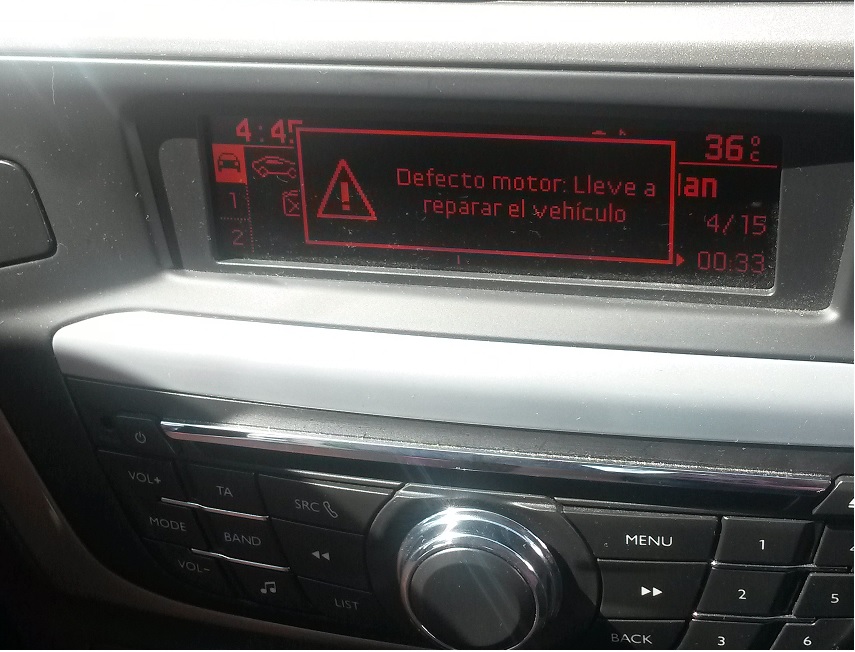 4:45
36°C
Defecto motor: Lleve a
reparar el vehículo
lan
1
4/15
2
00:33
VOL+
TA
SRC
MODE
BAND
VOL-
LIST
MENU
BACK
1
2
3
4
5
6